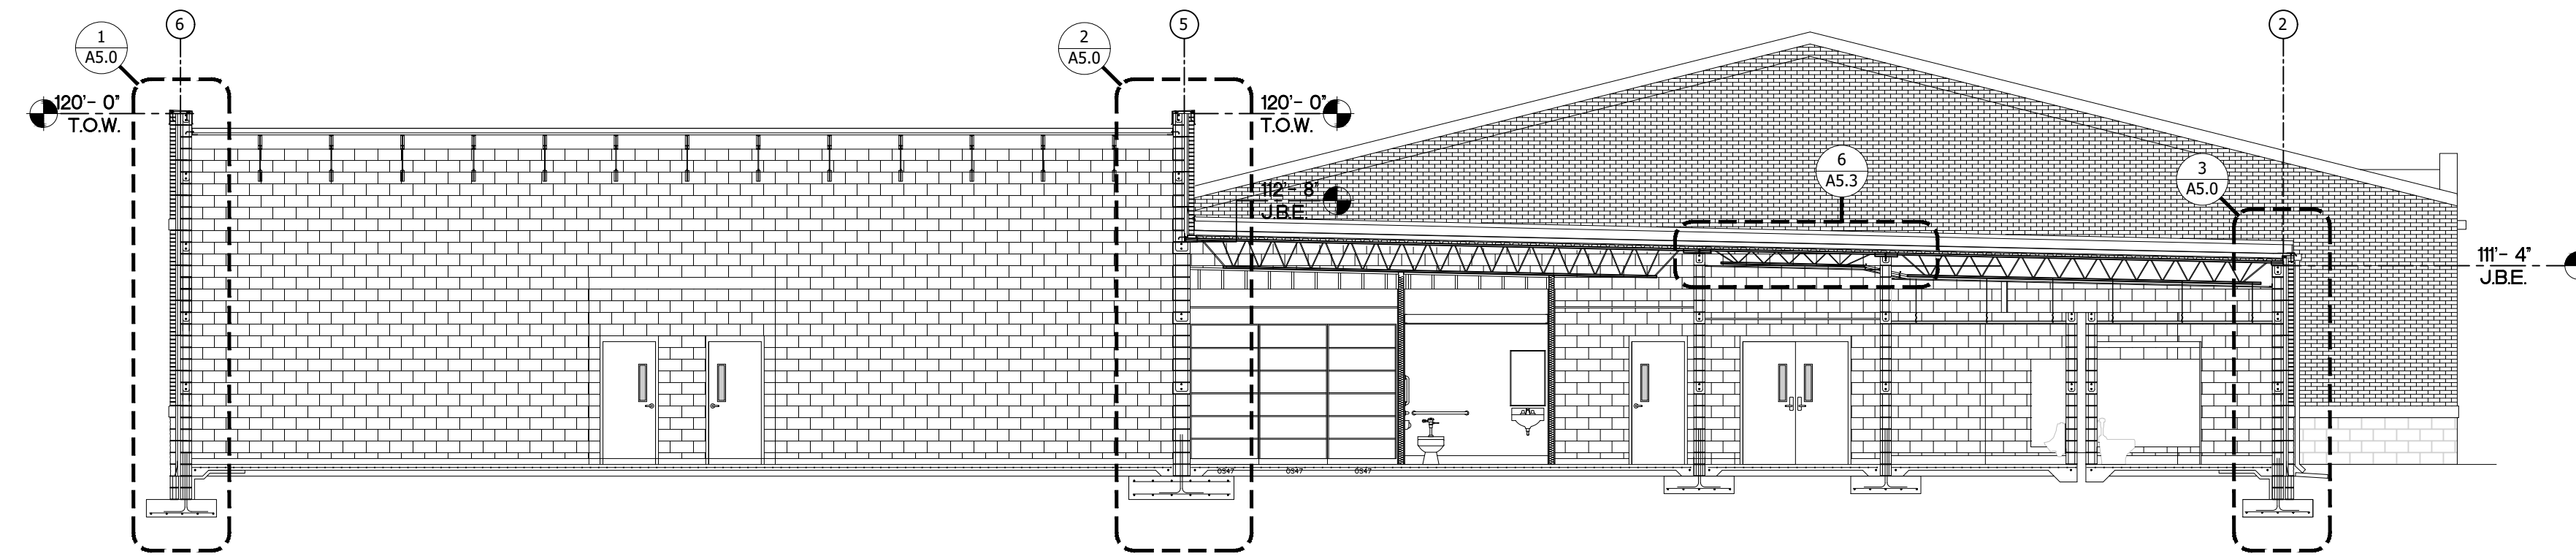 6
5
2
1
A5.0
2
A5.0
120'- 0"
T.O.W.
120'- 0"
T.O.W.
6
A5.3
3
A5.0
112'- 8"
J.B.E.
111'- 4"
J.B.E.